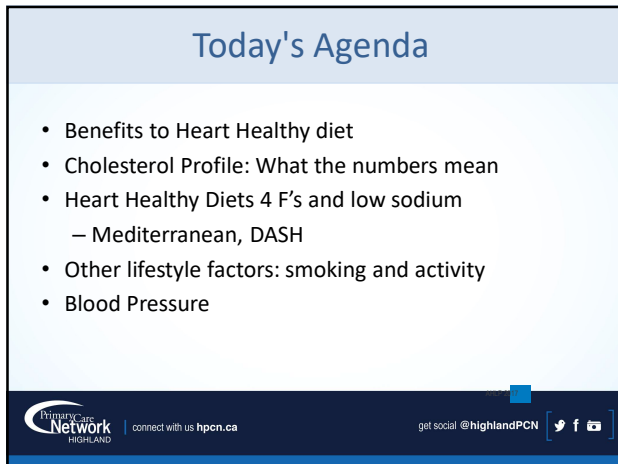 Today's Agenda
• Benefits to Heart Healthy diet
• Cholesterol Profile: What the numbers mean
• Heart Healthy Diets 4 F's and low sodium
– Mediterranean, DASH
• Other lifestyle factors: smoking and activity
• Blood Pressure
PrimaryCare
Network
HIGHLAND
connect with us hpcn.ca
get social @highlandPCN